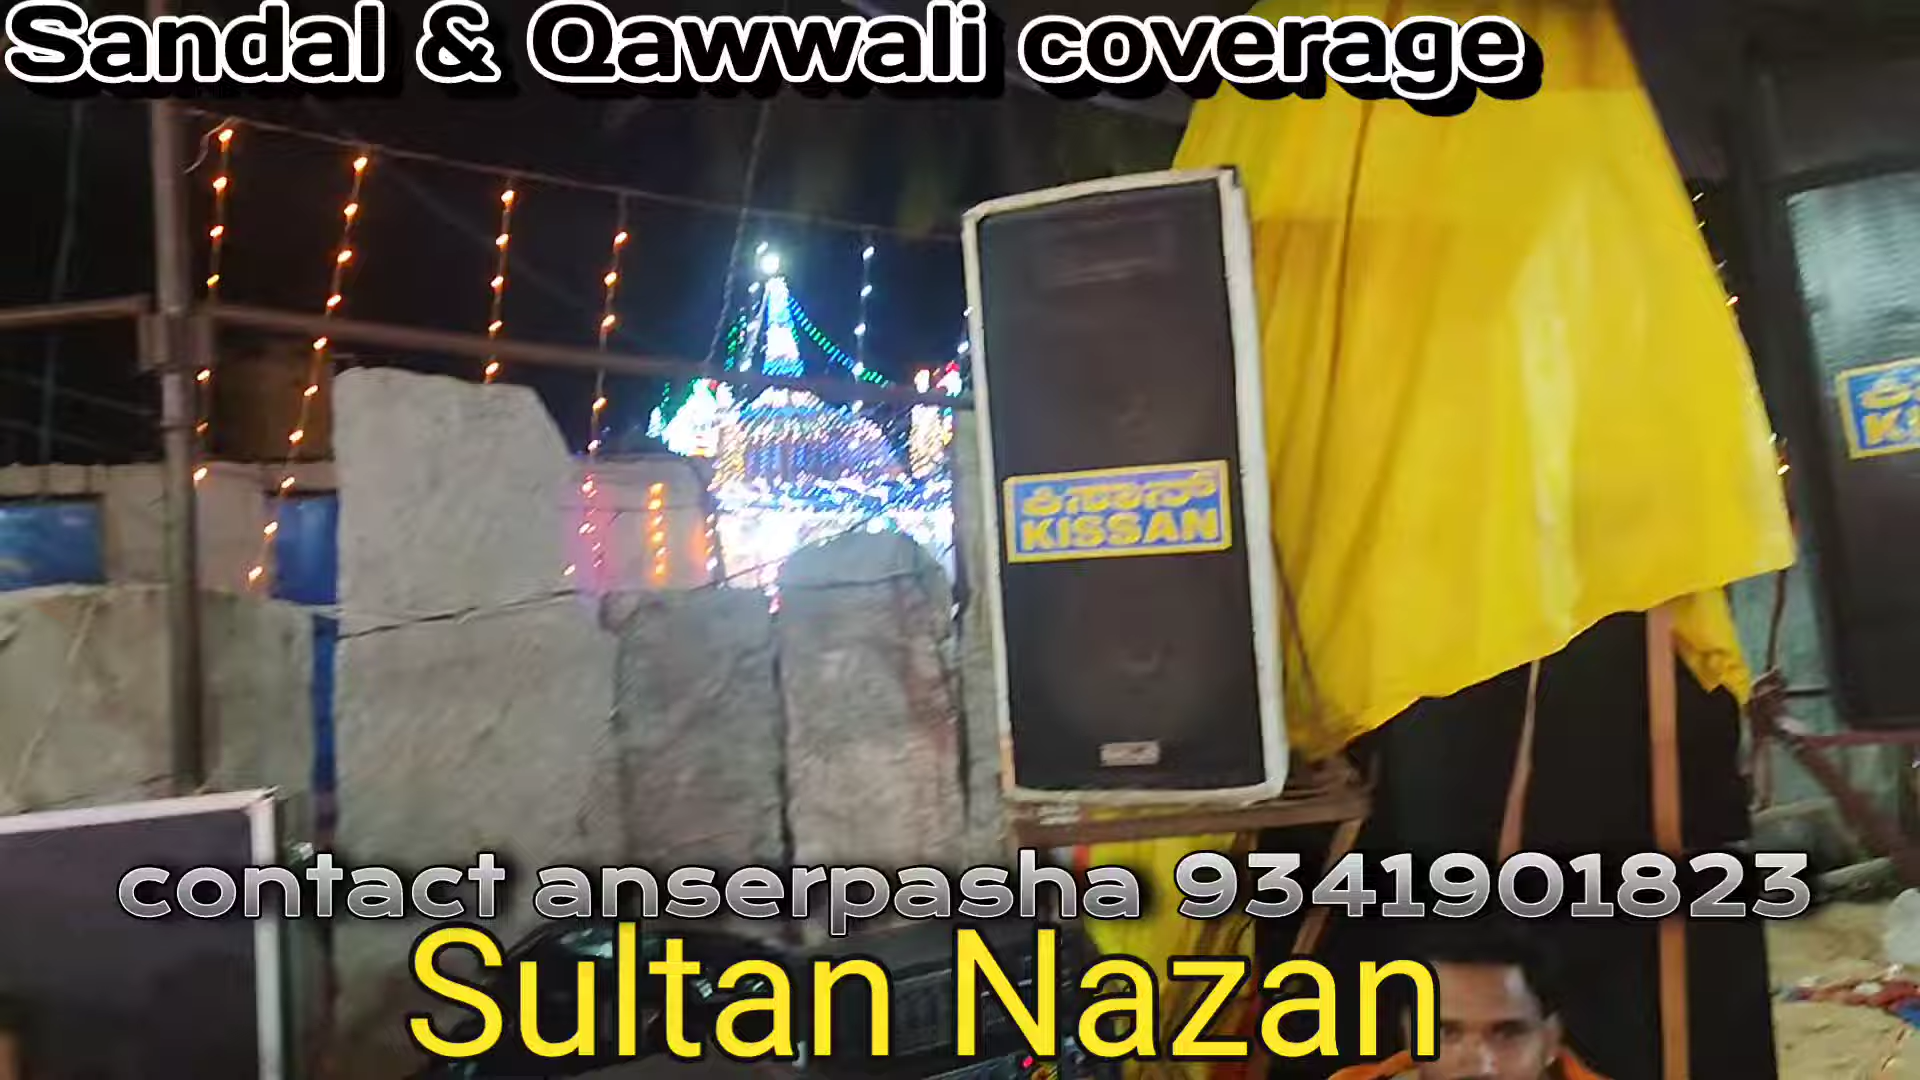 Sandal & Qawwali coverage
ಕಿಸಾನ್
KISSAN
contact anserpasha 9341901823
Sultan Nazan